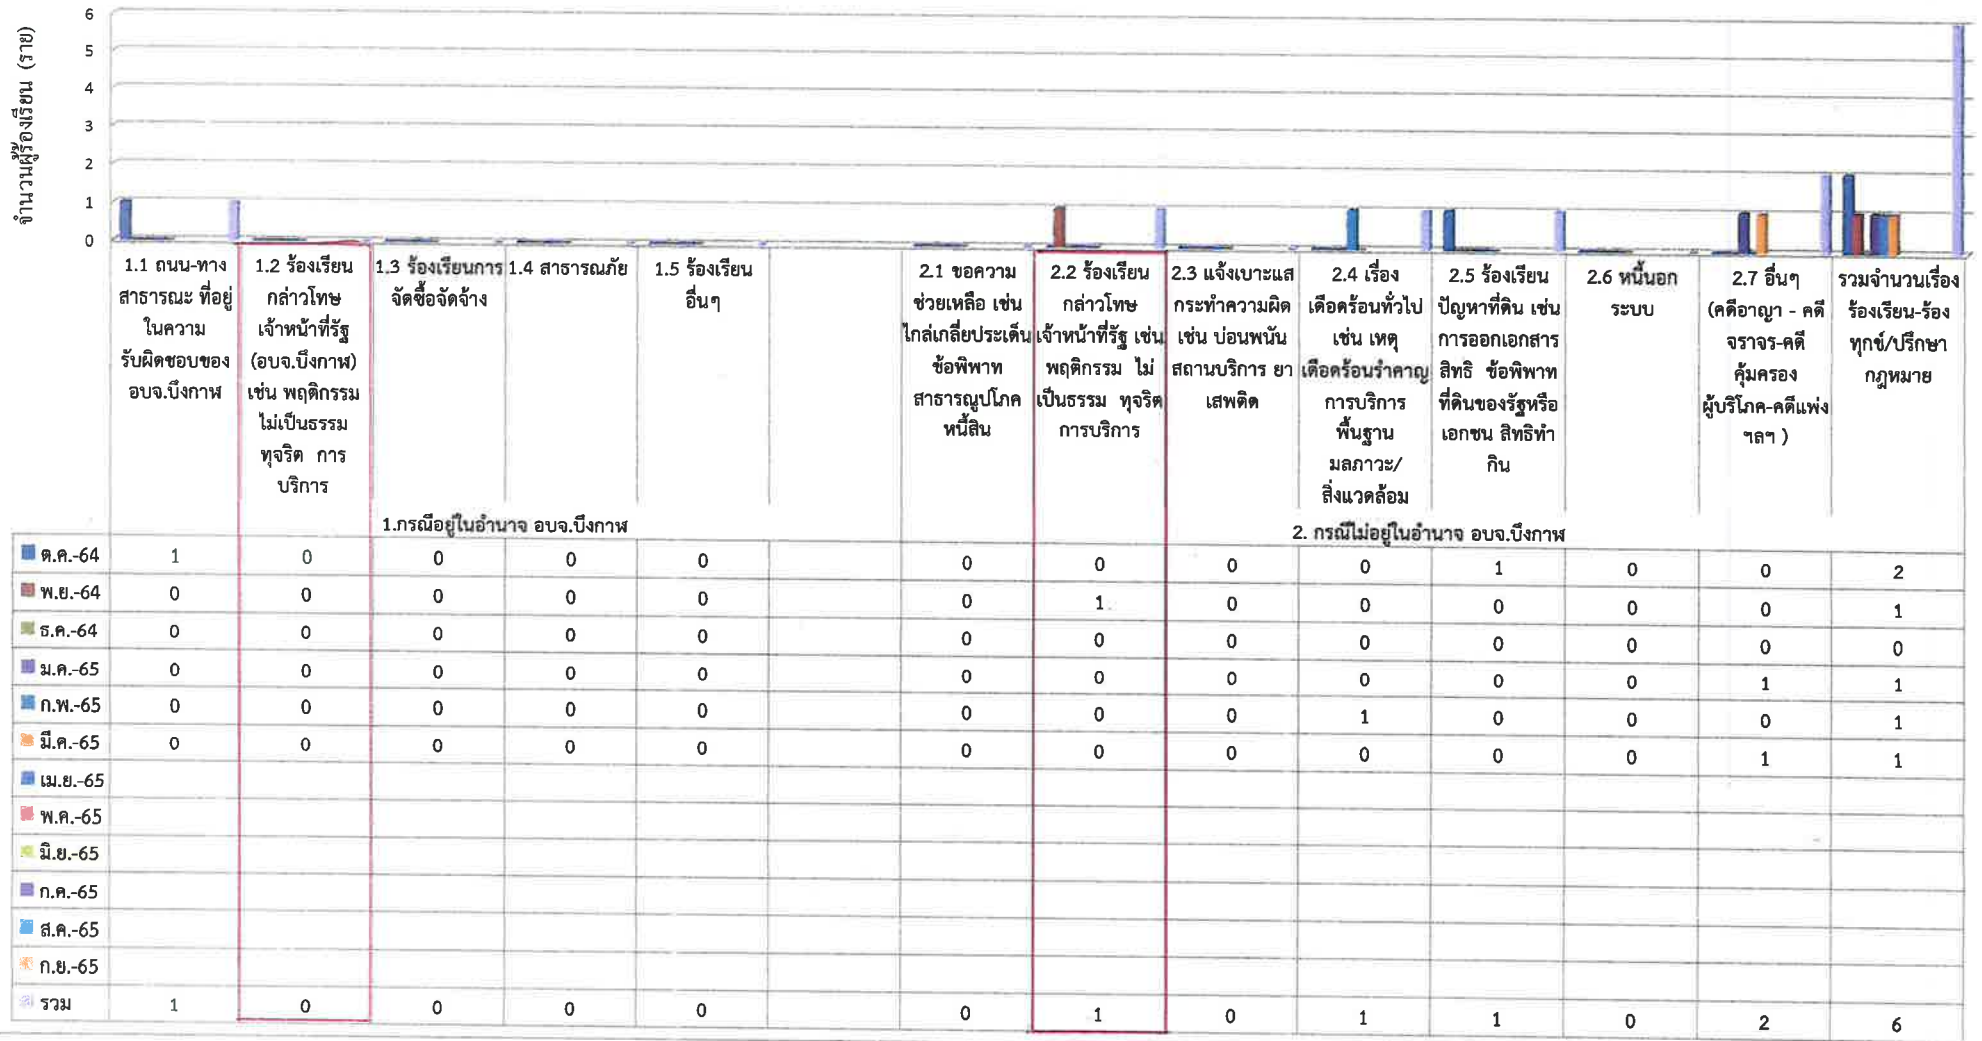 จำนวนผู้ร้องเรียน (ราย)
6
5
4
3
2
1
0
1.1 ถนน-ทาง
สาธารณะ ที่อยู่
ในความ
รับผิดชอบของ
อบจ.บึงกาฬ
1.2 ร้องเรียน
กล่าวโทษ
เจ้าหน้าที่รัฐ
(อบจ.บึงกาฬ)
เช่น พฤติกรรม
ไม่เป็นธรรม
ทุจริต การ
บริการ
1.3 ร้องเรียนการ
จัดซื้อจัดจ้าง
1.4 สาธารณภัย
1.5 ร้องเรียน
อื่นๆ
2.1 ขอความ
ช่วยเหลือ เช่น
ไกล่เกลี่ยประเด็น
ข้อพิพาท
สาธารณูปโภค
หนี้สิน
2.2 ร้องเรียน
กล่าวโทษ
เจ้าหน้าที่รัฐ เช่น
พฤติกรรม ไม่
เป็นธรรม ทุจริต
การบริการ
2.3 แจ้งเบาะแส
กระทำความผิด
เช่น บ่อนพนัน
สถานบริการ ยา
เสพติด
2.4 เรื่อง
เดือดร้อนทั่วไป
เช่น เหตุ
เดือดร้อนรำคาญ
การบริการ
พื้นฐาน
มลภาวะ/
สิ่งแวดล้อม
2.5 ร้องเรียน
ปัญหาที่ดิน เช่น
การออกเอกสาร
สิทธิ ข้อพิพาท
ที่ดินของรัฐหรือ
เอกชน สิทธิทำ
กิน
2.6 หนี้นอก
ระบบ
2.7 อื่นๆ
(คดีอาญา - คดี
จราจร-คดี
คุ้มครอง
ผู้บริโภค-คดีแพ่ง
ฯลฯ )
รวมจำนวนเรื่อง
ร้องเรียน-ร้อง
ทุกข์/ปรึกษา
กฎหมาย
1.กรณีอยู่ในอำนาจ อบจ.บึงกาฬ
2. กรณีไม่อยู่ในอำนาจ อบจ.บึงกาฬ
ต.ค.-64 1 0 0 0 0 0 0 0 0 1 0 0 2
พ.ย.-64 0 0 0 0 0 0 1 0 0 0 0 0 1
ธ.ค.-64 0 0 0 0 0 0 0 0 0 0 0 0 0
ม.ค.-65 0 0 0 0 0 0 0 0 0 0 0 1 1
ก.พ.-65 0 0 0 0 0 0 0 0 1 0 0 0 1
มี.ค.-65 0 0 0 0 0 0 0 0 0 0 0 1 1
เม.ย.-65
พ.ค.-65
มิ.ย.-65
ก.ค.-65
ส.ค.-65
ก.ย.-65
รวม 1 0 0 0 0 0 1 0 1 1 0 2 6